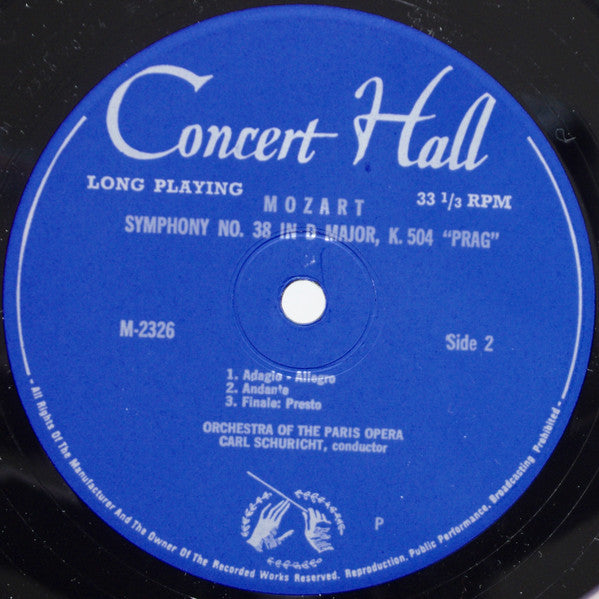 Concert Hall
LONG PLAYING
33 1/3 RPM
MOZART
SYMPHONY NO. 38 IN D MAJOR, K. 504 "PRAG"
M-2326
Side 2
1. Adagio - Allegro
2. Andante
3. Finale: Presto
ORCHESTRA OF THE PARIS OPERA
CARL SCHURICHT, conductor
P
- All Rights Of The Manufacturer And The Owner Of The Recorded Works Reserved. Reproduction, Public Performance, Broadcasting Prohibited -